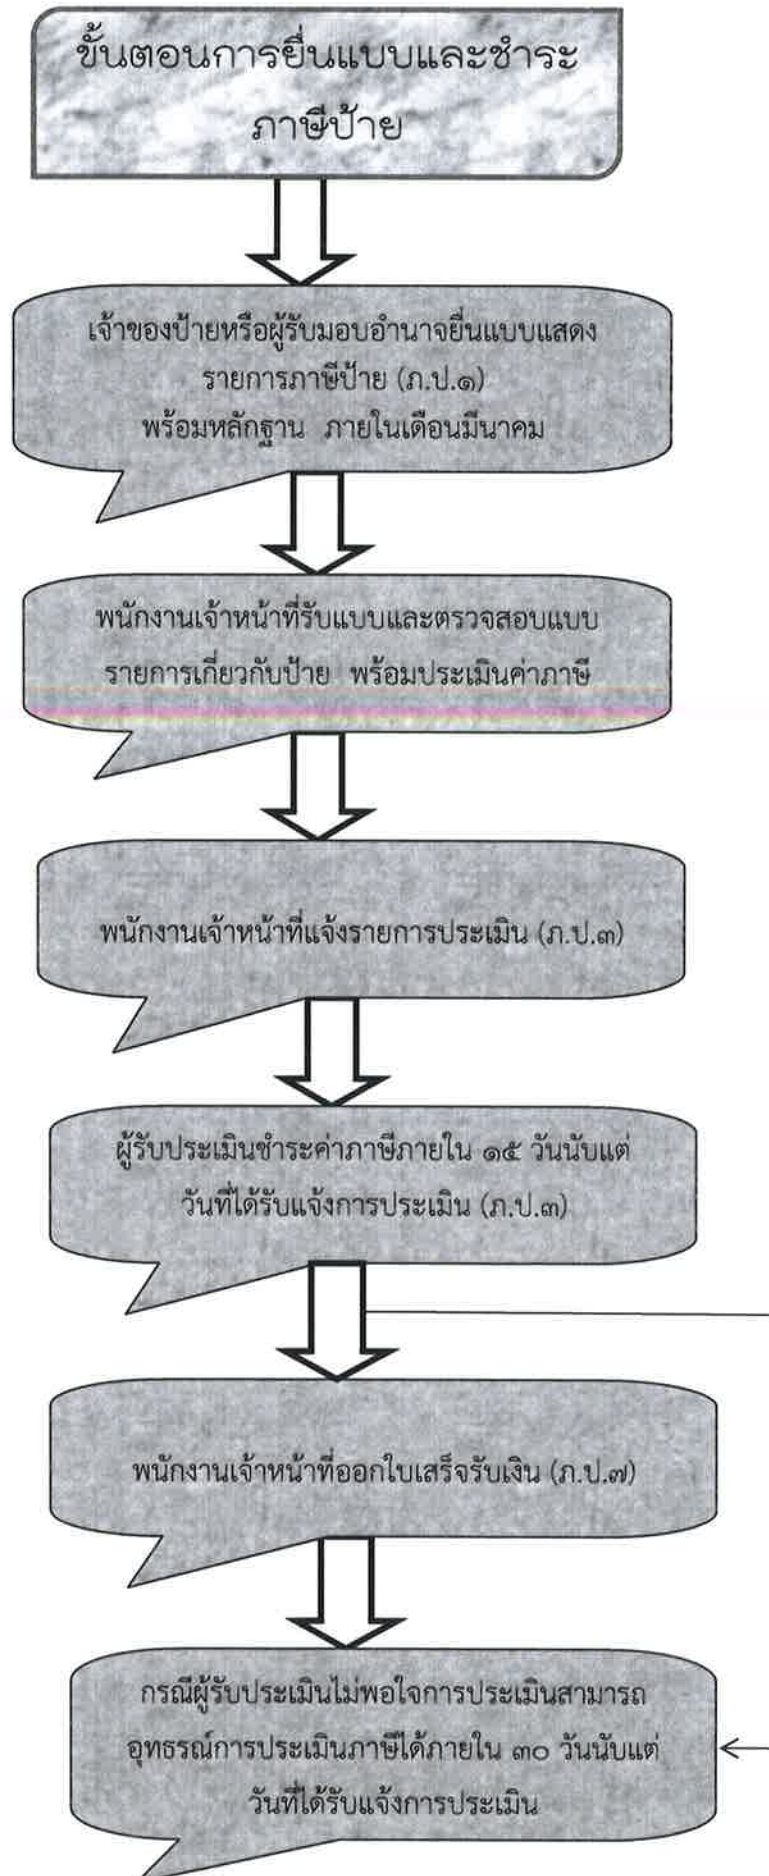 ขั้นตอนการยื่นแบบและชำระ
ภาษีป้าย
เจ้าของป้ายหรือผู้รับมอบอำนาจยื่นแบบแสดง
รายการภาษีป้าย (ภ.ป.๑)
พร้อมหลักฐาน ภายในเดือนมีนาคม
พนักงานเจ้าหน้าที่รับแบบและตรวจสอบแบบ
รายการเกี่ยวกับป้าย พร้อมประเมินค่าภาษี
พนักงานเจ้าหน้าที่แจ้งรายการประเมิน (ภ.ป.๓)
ผู้รับประเมินชำระค่าภาษีภายใน ๑๕ วันนับแต่
วันที่ได้รับแจ้งการประเมิน (ภ.ป.๓)
พนักงานเจ้าหน้าที่ออกใบเสร็จรับเงิน (ภ.ป.๗)
กรณีผู้รับประเมินไม่พอใจการประเมินสามารถ
อุทธรณ์การประเมินภาษีได้ภายใน ๓๐ วันนับแต่
วันที่ได้รับแจ้งการประเมิน